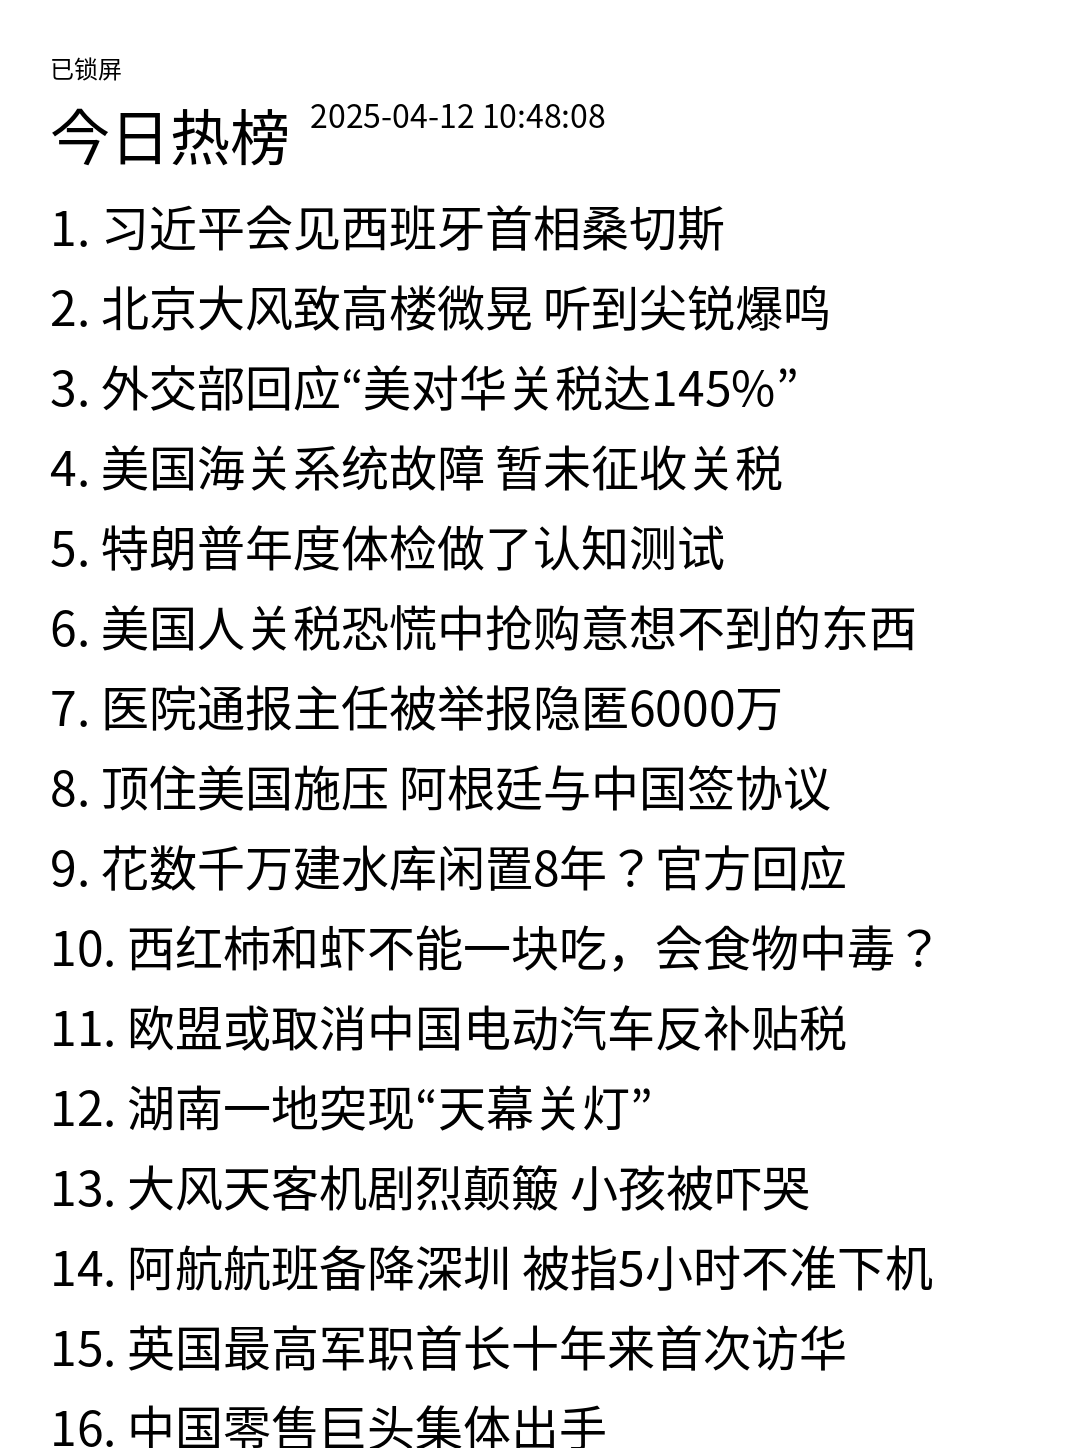 已锁屏
今日热榜 2025-04-12 10:48:08
1. 习近平会见西班牙首相桑切斯
2. 北京大风致高楼微晃 听到尖锐爆鸣
3. 外交部回应“美对华关税达145%”
4. 美国海关系统故障 暂未征收关税
5. 特朗普年度体检做了认知测试
6. 美国人关税恐慌中抢购意想不到的东西
7. 医院通报主任被举报隐匿6000万
8. 顶住美国施压 阿根廷与中国签协议
9. 花数千万建水库闲置8年？官方回应
10. 西红柿和虾不能一块吃，会食物中毒？
11. 欧盟或取消中国电动汽车反补贴税
12. 湖南一地突现“天幕关灯”
13. 大风天客机剧烈颠簸 小孩被吓哭
14. 阿航航班备降深圳 被指5小时不准下机
15. 英国最高军职首长十年来首次访华
16. 中国零售巨头集体出手